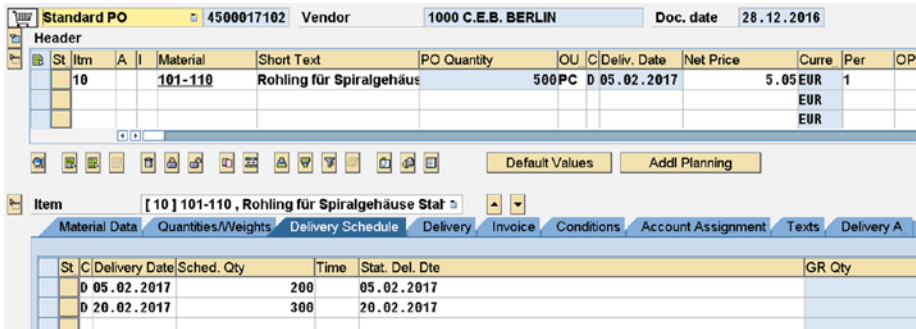 Standard PO 4500017102 Vendor 1000 C.E.B. BERLIN Doc. date 28.12.2016
Header
St Itm A I Material Short Text PO Quantity OU C Deliv. Date Net Price Curre Per OP
10 101-110 Rohling für Spiralgehäus 500 PC D 05.02.2017 5.05 EUR 1
EUR
EUR
Default Values Addl Planning
Item [ 10 ] 101-110 , Rohling für Spiralgehäuse Stah
Material Data Quantities/Weights Delivery Schedule Delivery Invoice Conditions Account Assignment Texts Delivery A
St C Delivery Date Sched. Qty Time Stat. Del. Dte GR Qty
D 05.02.2017 200 05.02.2017
D 20.02.2017 300 20.02.2017